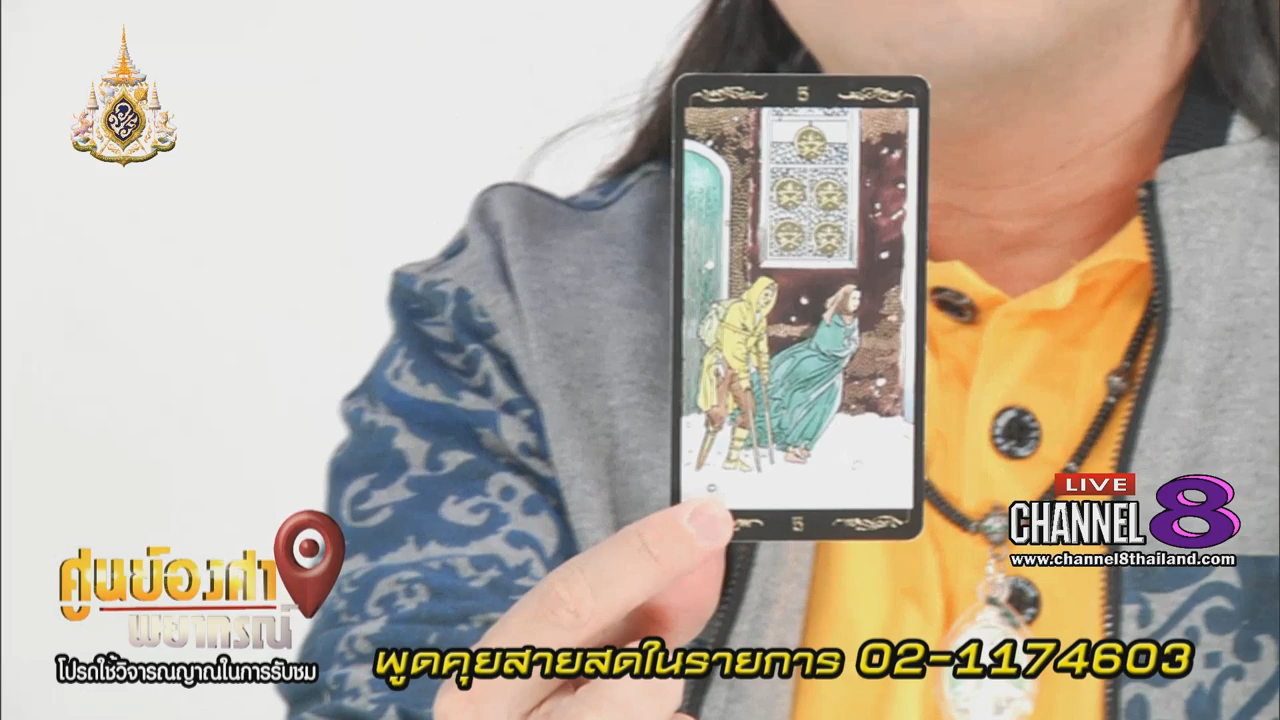 5
5
LIVE
CHANNEL 8
www.channel8thailand.com
ศูนย์องศา
พยากรณ์
โปรดใช้วิจารณญาณในการรับชม
พูดคุยสายสดในรายการ 02-1174603